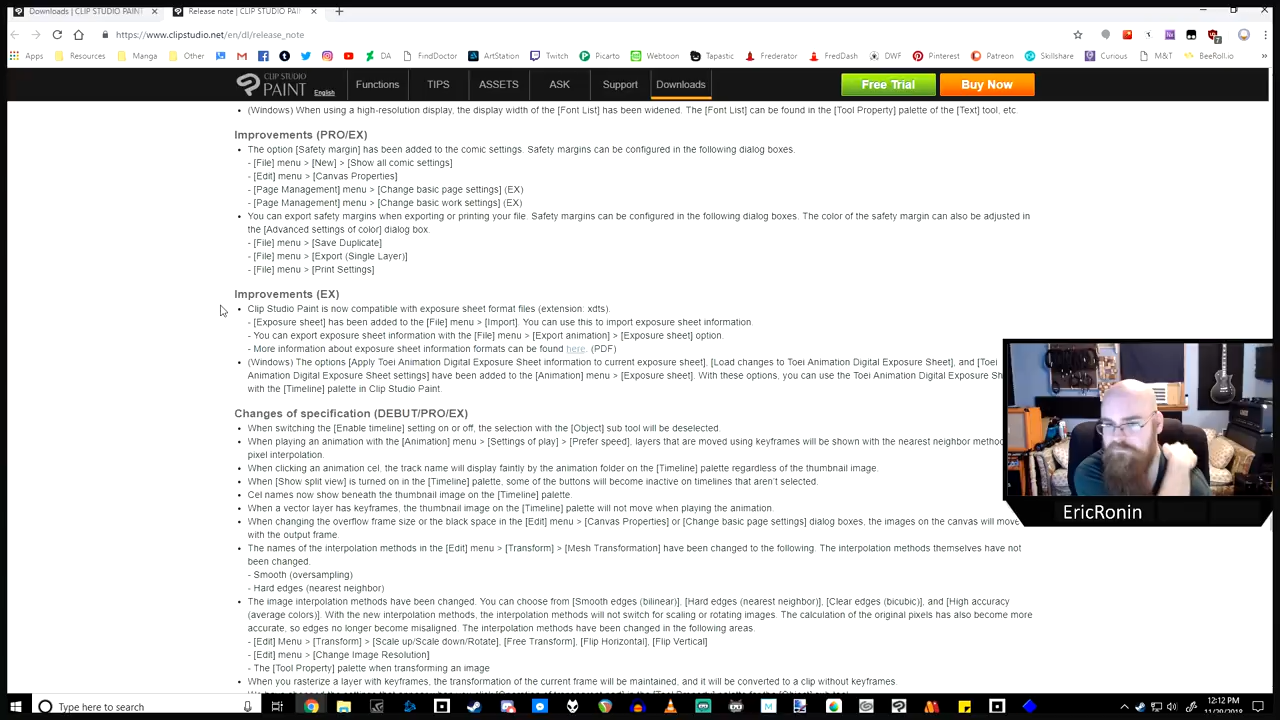 Downloads | CLIP STUDIO PAINT
Release note | CLIP STUDIO PAI
https://www.clipstudio.net/en/dl/release_note
Apps Resources Manga Other DA FindDoctor ArtStation Twitch Picarto Webtoon Tapastic Frederator FredDash DWF Pinterest Patreon Skillshare Curious M&T BeeRoll.io
CLIP STUDIO PAINT English Functions TIPS ASSETS ASK Support Downloads Free Trial Buy Now
• (Windows) When using a high-resolution display, the display width of the [Font List] has been widened. The [Font List] can be found in the [Tool Property] palette of the [Text] tool, etc.
Improvements (PRO/EX)
• The option [Safety margin] has been added to the comic settings. Safety margins can be configured in the following dialog boxes.
- [File] menu > [New] > [Show all comic settings]
- [Edit] menu > [Canvas Properties]
- [Page Management] menu > [Change basic page settings] (EX)
- [Page Management] menu > [Change basic work settings] (EX)
• You can export safety margins when exporting or printing your file. Safety margins can be configured in the following dialog boxes. The color of the safety margin can also be adjusted in
the [Advanced settings of color] dialog box.
- [File] menu > [Save Duplicate]
- [File] menu > [Export (Single Layer)]
- [File] menu > [Print Settings]
Improvements (EX)
• Clip Studio Paint is now compatible with exposure sheet format files (extension: xdts).
- [Exposure sheet] has been added to the [File] menu > [Import]. You can use this to import exposure sheet information.
- You can export exposure sheet information with the [File] menu > [Export animation] > [Exposure sheet] option.
- More information about exposure sheet information formats can be found here. (PDF)
• (Windows) The options [Apply Toei Animation Digital Exposure Sheet information to current exposure sheet], [Load changes to Toei Animation Digital Exposure Sheet], and [Toei
Animation Digital Exposure Sheet settings] have been added to the [Animation] menu > [Exposure sheet]. With these options, you can use the Toei Animation Digital Exposure Sh
with the [Timeline] palette in Clip Studio Paint.
Changes of specification (DEBUT/PRO/EX)
• When switching the [Enable timeline] setting on or off, the selection with the [Object] sub tool will be deselected.
• When playing an animation with the [Animation] menu > [Settings of play] > [Prefer speed], layers that are moved using keyframes will be shown with the nearest neighbor metho
pixel interpolation.
• When clicking an animation cel, the track name will display faintly by the animation folder on the [Timeline] palette regardless of the thumbnail image.
• When [Show split view] is turned on in the [Timeline] palette, some of the buttons will become inactive on timelines that aren't selected.
• Cel names now show beneath the thumbnail image on the [Timeline] palette.
• When a vector layer has keyframes, the thumbnail image on the [Timeline] palette will not move when playing the animation.
• When changing the overflow frame size or the black space in the [Edit] menu > [Canvas Properties] or [Change basic page settings] dialog boxes, the images on the canvas will move
with the output frame.
• The names of the interpolation methods in the [Edit] menu > [Transform] > [Mesh Transformation] have been changed to the following. The interpolation methods themselves have not
been changed.
- Smooth (oversampling)
- Hard edges (nearest neighbor)
• The image interpolation methods have been changed. You can choose from [Smooth edges (bilinear)], [Hard edges (nearest neighbor)], [Clear edges (bicubic)], and [High accuracy
(average colors)]. With the new interpolation methods, the interpolation methods will not switch for scaling or rotating images. The calculation of the original pixels has also become more
accurate, so edges no longer become misaligned. The interpolation methods have been changed in the following areas.
- [Edit] Menu > [Transform] > [Scale up/Scale down/Rotate], [Free Transform], [Flip Horizontal], [Flip Vertical]
- [Edit] menu > [Change Image Resolution]
- The [Tool Property] palette when transforming an image
• When you rasterize a layer with keyframes, the transformation of the current frame will be maintained, and it will be converted to a clip without keyframes.
EricRonin
Type here to search
12:12 PM